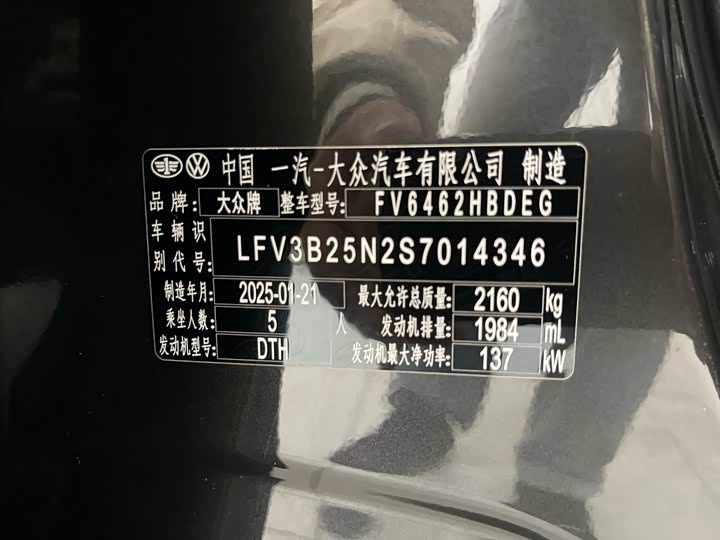 中国 一汽-大众汽车有限公司 制造
品牌: 大众牌 整车型号: FV6462HBDEG
车辆识别代号: LFV3B25N2S7014346
制造年月: 2025-01-21 最大允许总质量: 2160 kg
乘坐人数: 5 人 发动机排量: 1984 mL
发动机型号: DTH 发动机最大净功率: 137 kW